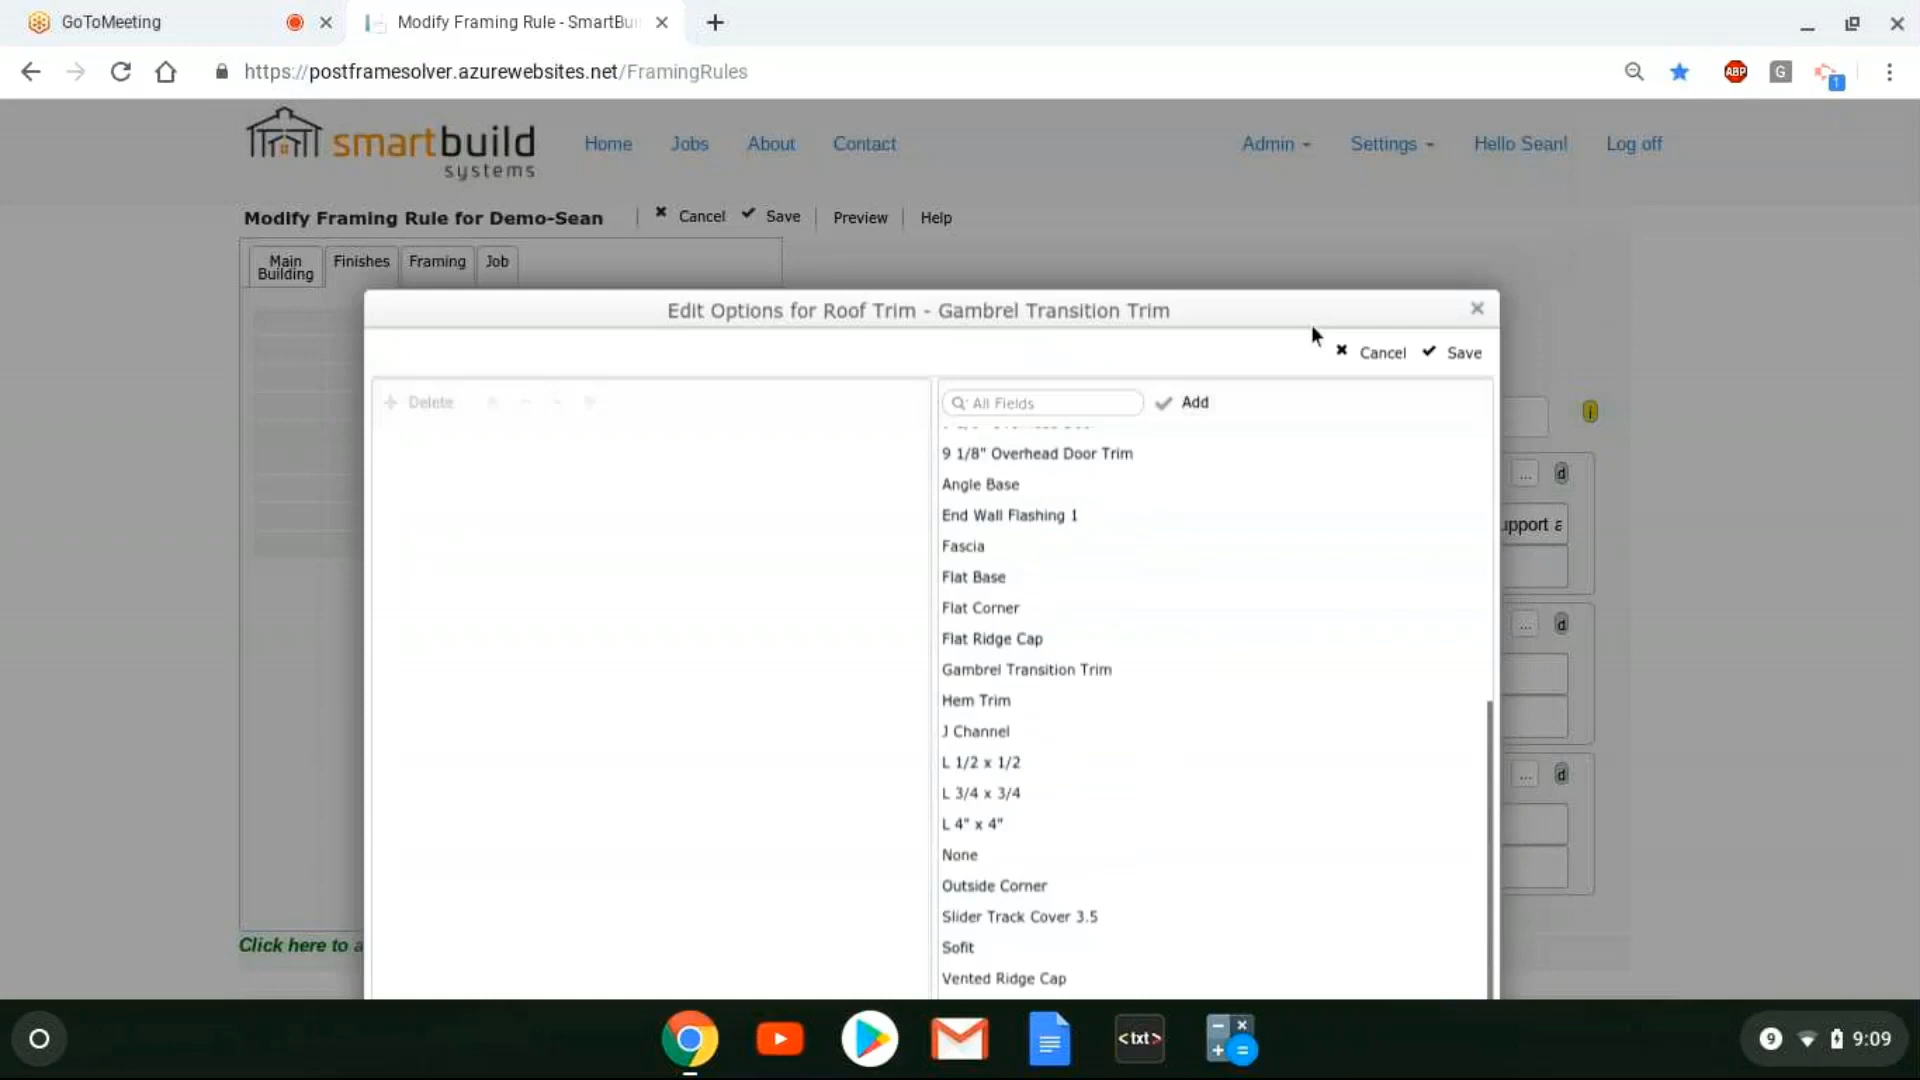 GoToMeeting
Modify Framing Rule - SmartBui
https://postframesolver.azurewebsites.net/FramingRules
ABP
G
1
smartbuild
systems
Home
Jobs
About
Contact
Admin
Settings
Hello Sean!
Log off
Modify Framing Rule for Demo-Sean
Cancel
Save
Preview
Help
Main
Building
Finishes
Framing
Job
Edit Options for Roof Trim - Gambrel Transition Trim
Cancel
Save
Delete
All Fields
Add
9 1/8" Overhead Door Trim
Angle Base
End Wall Flashing 1
Fascia
Flat Base
Flat Corner
Flat Ridge Cap
Gambrel Transition Trim
Hem Trim
J Channel
L 1/2 x 1/2
L 3/4 x 3/4
L 4" x 4"
None
Outside Corner
Slider Track Cover 3.5
Sofit
Vented Ridge Cap
i
... d
upport a
... d
... d
Click here to a
<txt>
9
9:09